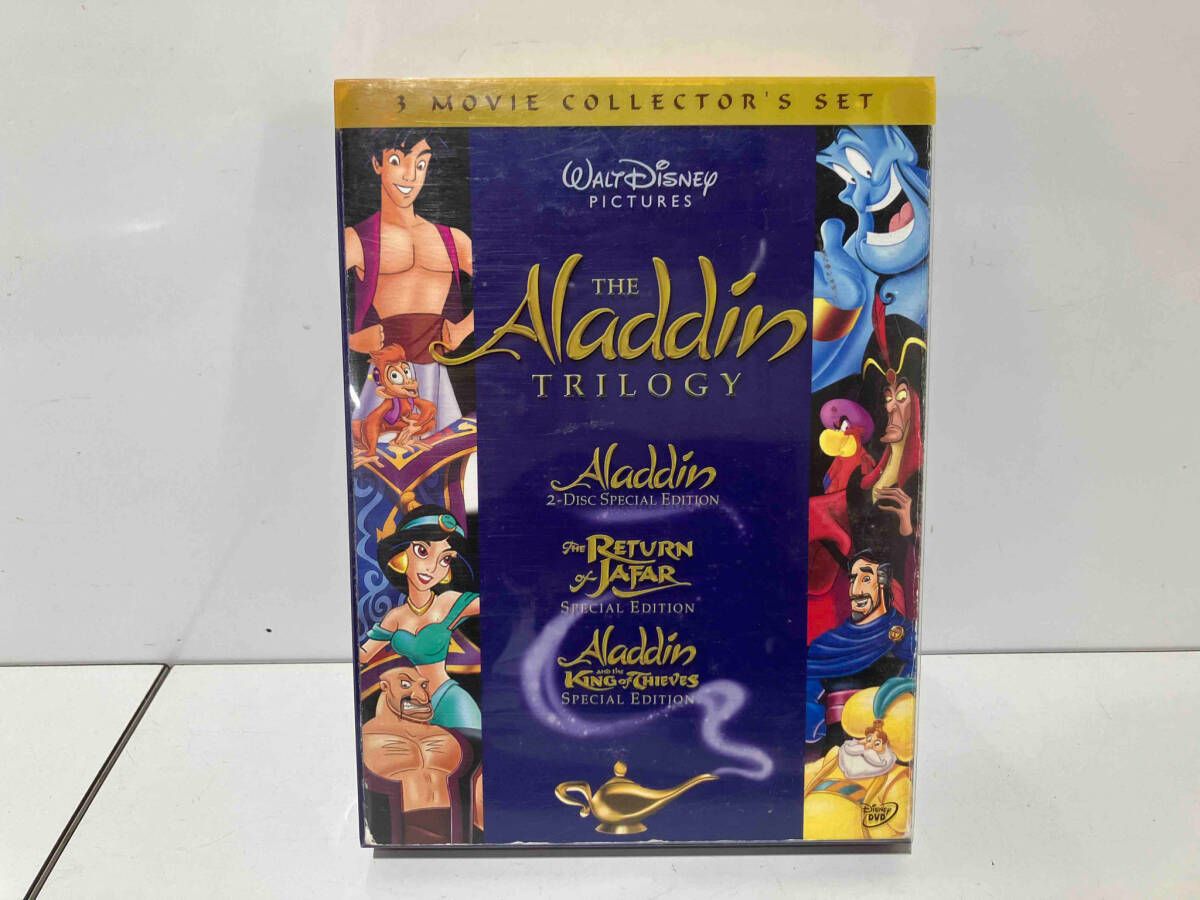 3 MOVIE COLLECTOR'S SET
WALT DISNEY
PICTURES
THE
Aladdin
TRILOGY
Aladdin
2-DISC SPECIAL EDITION
THE RETURN
of JAFAR
SPECIAL EDITION
Aladdin
AND THE
KING of THIEVES
SPECIAL EDITION
Disney
DVD